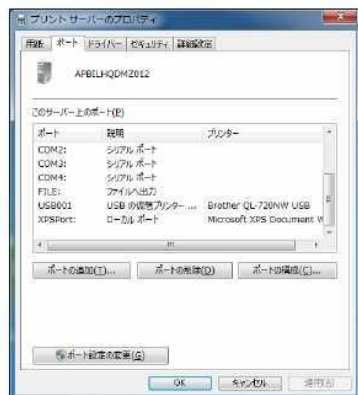 プリント サーバーのプロパティ
用紙 ポート ドライバー セキュリティ 詳細設定
APBILHQDMZ012
このサーバー上のポート(P)
ポート 説明 プリンター
COM2: シリアル ポート
COM3: シリアル ポート
COM4: シリアル ポート
FILE: ファイルへ出力
USB001 USB の仮想プリンター ... Brother QL-720NW USB
XPSPort: ローカル ポート Microsoft XPS Document W
ポートの追加(T)... ポートの削除(D) ポートの構成(C)...
ポート設定の変更(G)
OK キャンセル 適用(A)